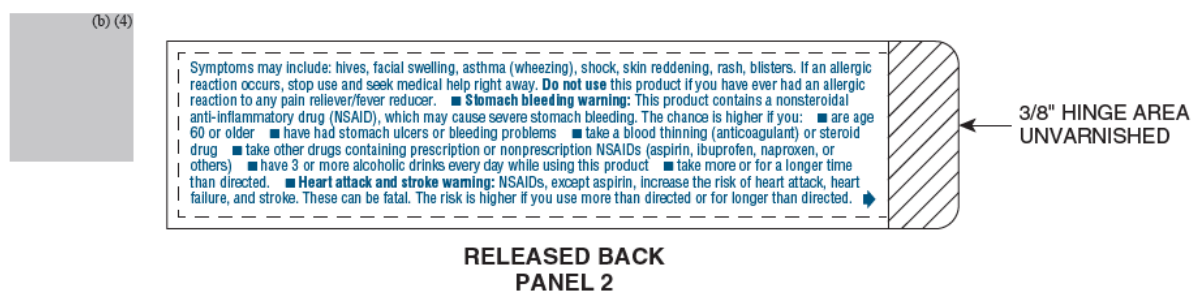 (b) (4)
Symptoms may include: hives, facial swelling, asthma (wheezing), shock, skin reddening, rash, blisters. If an allergic
reaction occurs, stop use and seek medical help right away. Do not use this product if you have ever had an allergic
reaction to any pain reliever/fever reducer. ■ Stomach bleeding warning: This product contains a nonsteroidal
anti-inflammatory drug (NSAID), which may cause severe stomach bleeding. The chance is higher if you: ■ are age
60 or older ■ have had stomach ulcers or bleeding problems ■ take a blood thinning (anticoagulant) or steroid
drug ■ take other drugs containing prescription or nonprescription NSAIDs (aspirin, ibuprofen, naproxen, or
others) ■ have 3 or more alcoholic drinks every day while using this product ■ take more or for a longer time
than directed. ■ Heart attack and stroke warning: NSAIDs, except aspirin, increase the risk of heart attack, heart
failure, and stroke. These can be fatal. The risk is higher if you use more than directed or for longer than directed.
3/8" HINGE AREA
UNVARNISHED
RELEASED BACK
PANEL 2